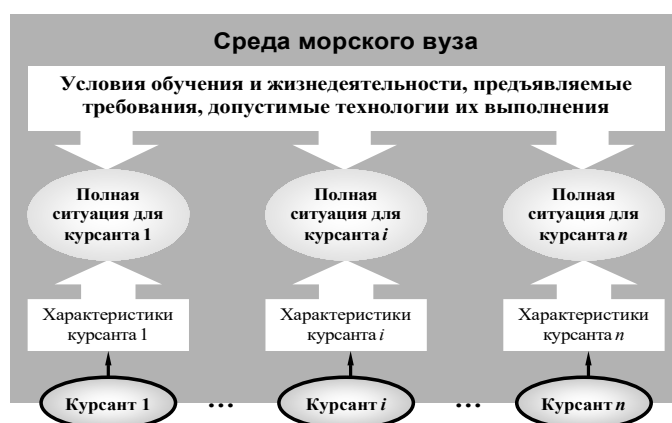 Среда морского вуза
Условия обучения и жизнедеятельности, предъявляемые
требования, допустимые технологии их выполнения
Полная
ситуация для
курсанта 1
Полная
ситуация для
курсанта i
Полная
ситуация для
курсанта n
Характеристики
курсанта 1
Характеристики
курсанта i
Характеристики
курсанта n
Курсант 1 ... Курсант i ... Курсант n